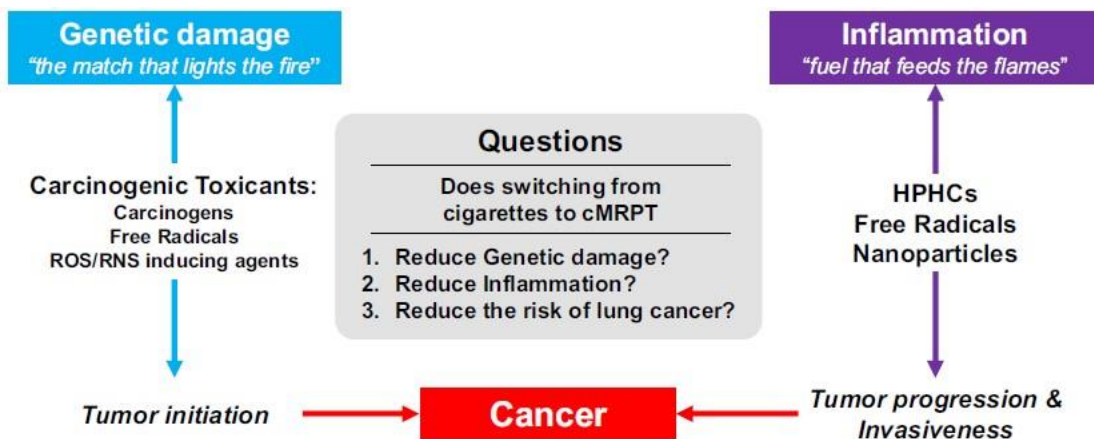 Genetic damage
“the match that lights the fire”
Carcinogenic Toxicants:
Carcinogens
Free Radicals
ROS/RNS inducing agents
Tumor initiation
Questions
Does switching from
cigarettes to cMRPT
1. Reduce Genetic damage?
2. Reduce Inflammation?
3. Reduce the risk of lung cancer?
Cancer
Inflammation
“fuel that feeds the flames”
HPHCs
Free Radicals
Nanoparticles
Tumor progression &
Invasiveness